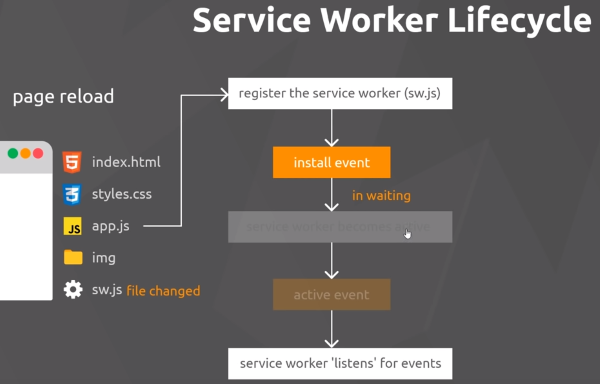 Service Worker Lifecycle
page reload
register the service worker (sw.js)
index.html
install event
styles.css
in waiting
JS app.js
service worker becomes active
img
sw.js file changed
active event
service worker 'listens' for events